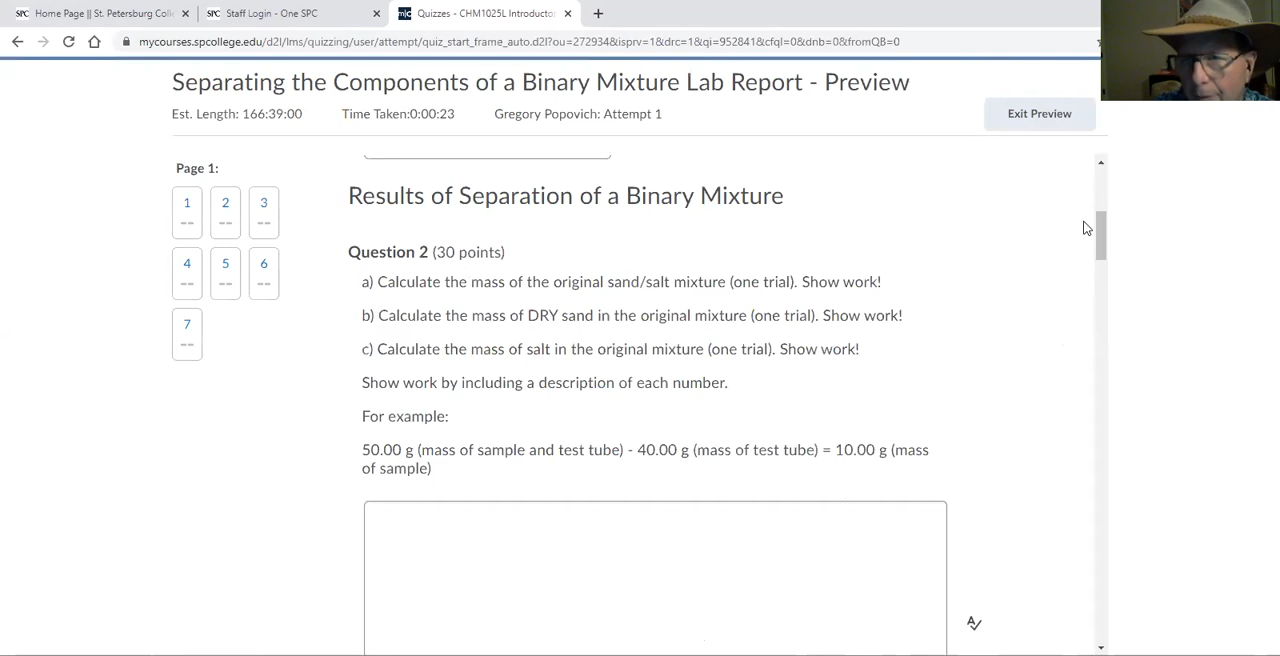 SPC Home Page || St. Petersburg Coll
SPC Staff Login - One SPC
m|c Quizzes - CHM1025L Introducto
mycourses.spcollege.edu/d2l/lms/quizzing/user/attempt/quiz_start_frame_auto.d2l?ou=272934&isprv=1&drc=1&qi=952841&cfql=0&dnb=0&fromQB=0
Separating the Components of a Binary Mixture Lab Report - Preview
Est. Length: 166:39:00 Time Taken:0:00:23 Gregory Popovich: Attempt 1
Exit Preview
Page 1:
1 2 3
-- -- --
4 5 6
-- -- --
7
--
Results of Separation of a Binary Mixture
Question 2 (30 points)
a) Calculate the mass of the original sand/salt mixture (one trial). Show work!
b) Calculate the mass of DRY sand in the original mixture (one trial). Show work!
c) Calculate the mass of salt in the original mixture (one trial). Show work!
Show work by including a description of each number.
For example:
50.00 g (mass of sample and test tube) - 40.00 g (mass of test tube) = 10.00 g (mass
of sample)